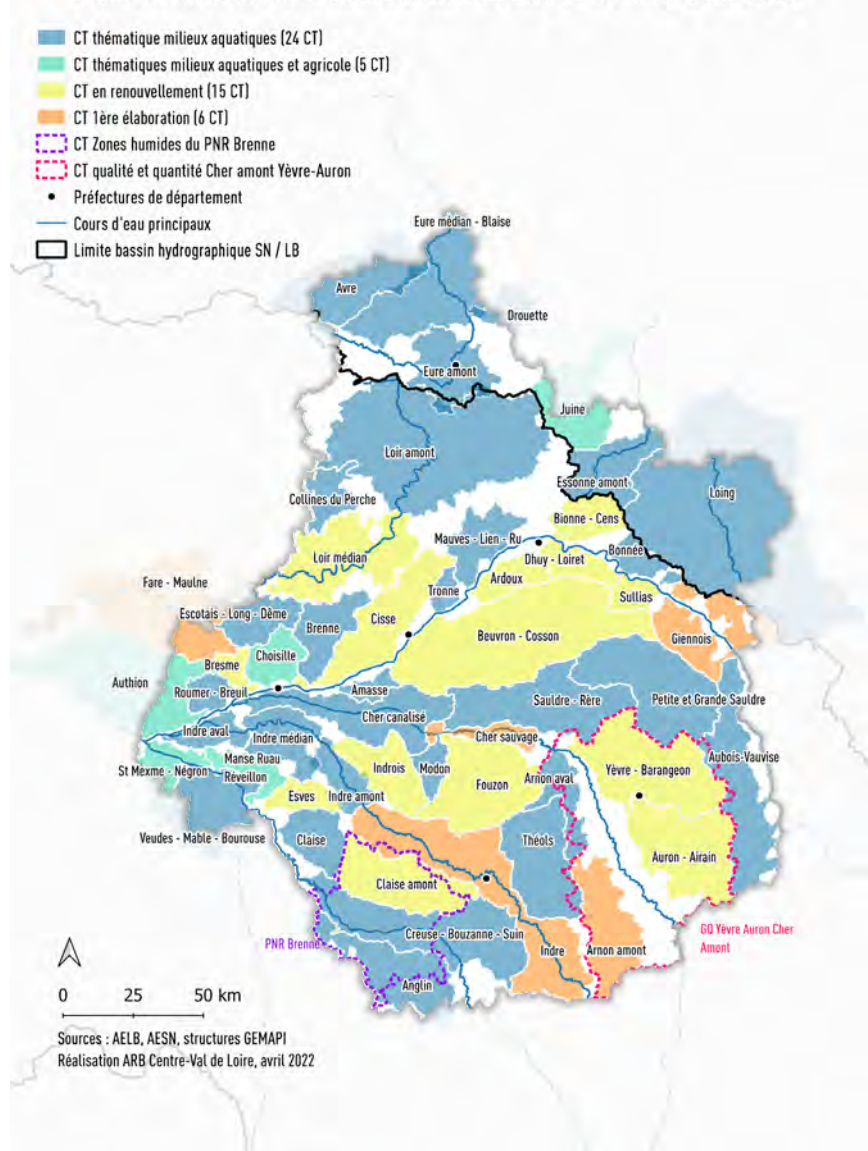 CT thématique milieux aquatiques (24 CT)
CT thématiques milieux aquatiques et agricole (5 CT)
CT en renouvellement (15 CT)
CT 1ère élaboration (6 CT)
CT Zones humides du PNR Brenne
CT qualité et quantité Cher amont Yèvre-Auron
Préfectures de département
Cours d'eau principaux
Limite bassin hydrographique SN / LB
Eure médian - Blaise
Avre
Drouette
Eure amont
Juine
Loir amont
Essonne amont
Loing
Collines du Perche
Bionne - Cens
Mauves - Lien - Ru
Loir médian
Bonnée
Dhuy - Loiret
Ardoux
Fare - Maulne
Tronne
Sullias
Escotais - Long - Dême
Brenne
Cisse
Giennois
Beuvron - Cosson
Choisille
Bresme
Authion
Roumer - Breuil
Amasse
Sauldre - Rère
Petite et Grande Sauldre
Cher canalisé
Indre aval
Indre médian
Cher sauvage
Manse Ruau
Aubois-Vauvise
St Mexme - Négron
Réveillon
Indrois
Modon
Yèvre - Barangeon
Arnon aval
Fouzon
Esves
Indre amont
Veudes - Mable - Bourouse
Claise
Théols
Auron - Airain
Claise amont
GQ Yèvre Auron Cher
Amont
PNR Brenne
Creuse - Bouzanne - Suin
Indre
Arnon amont
Anglin
0 25 50 km
Sources : AELB, AESN, structures GEMAPI
Réalisation ARB Centre-Val de Loire, avril 2022